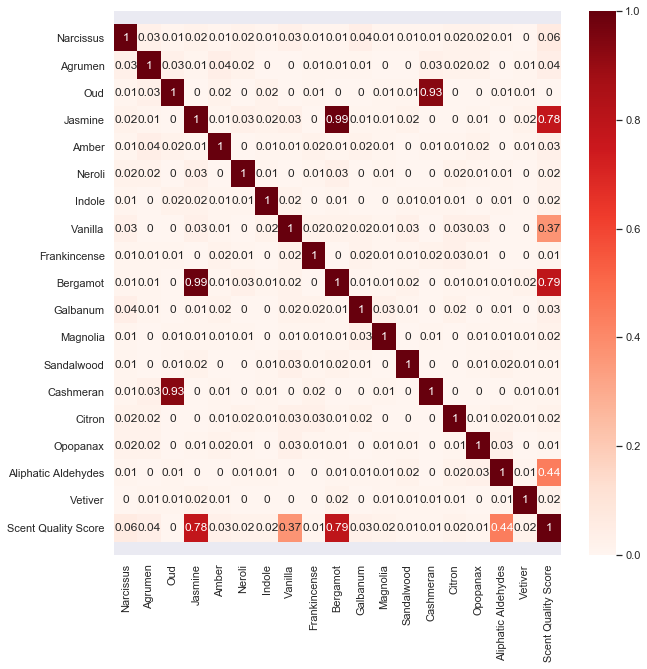 Narcissus 1 0.03 0.01 0.02 0.01 0.02 0.01 0.03 0.01 0.01 0.04 0.01 0.01 0.01 0.02 0.02 0.01 0 0.06
Agrumen 0.03 1 0.03 0.01 0.04 0.02 0 0 0.01 0.01 0.01 0 0 0.03 0.02 0.02 0 0.01 0.04
Oud 0.01 0.03 1 0 0.02 0 0.02 0 0.01 0 0 0.01 0.01 0.93 0 0 0.01 0.01 0
Jasmine 0.02 0.01 0 1 0.01 0.03 0.02 0.03 0 0.99 0.01 0.01 0.02 0 0 0.01 0 0.02 0.78
Amber 0.01 0.04 0.02 0.01 1 0 0.01 0.01 0.02 0.01 0.02 0.01 0 0.01 0.01 0.02 0 0.01 0.03
Neroli 0.02 0.02 0 0.03 0 1 0.01 0 0.01 0.03 0 0.01 0 0 0.02 0.01 0.01 0 0.02
Indole 0.01 0 0.02 0.02 0.01 0.01 1 0.02 0 0.02 0 0.01 0.01 0.01 0.01 0 0.01 0 0.02
Vanilla 0.03 0 0 0.03 0.01 0 0.02 1 0.02 0.02 0.02 0.01 0.03 0 0.03 0.03 0 0 0.37
Frankincense 0.01 0.01 0.01 0 0.02 0.01 0 0.02 1 0 0.02 0.01 0.01 0.02 0.03 0.01 0 0 0.01
Bergamot 0.01 0.01 0 0.99 0.01 0.03 0.02 0.02 0 1 0.01 0.01 0.02 0 0.01 0.01 0.01 0.02 0.79
Galbanum 0.04 0.01 0 0.01 0.02 0 0 0.02 0.02 0.01 1 0.03 0.01 0 0.02 0 0.01 0 0.03
Magnolia 0.01 0 0.01 0.01 0.01 0.01 0.01 0.01 0.01 0.01 0.03 1 0 0.01 0 0.01 0.01 0.01 0.02
Sandalwood 0.01 0 0.01 0.02 0 0 0.01 0.03 0.01 0.02 0.01 0 1 0 0 0.01 0.02 0.01 0.01
Cashmeran 0.01 0.03 0.93 0 0.01 0 0.01 0 0.02 0 0 0.01 0 1 0.01 0 0 0.01 0.01
Citron 0.02 0.02 0 0 0.01 0.02 0.01 0.03 0.03 0.01 0.02 0 0 0.01 1 0.01 0.02 0.01 0.02
Opopanax 0.02 0.02 0 0.01 0.02 0.01 0 0.03 0.01 0.01 0 0.01 0.01 0 0.01 1 0.03 0 0.01
Aliphatic Aldehydes 0.01 0 0.01 0 0 0.01 0.01 0 0 0.01 0.01 0.01 0.02 0 0.02 0.03 1 0.01 0.44
Vetiver 0 0.01 0.01 0.02 0.01 0 0 0 0 0.02 0 0.01 0.01 0.01 0.01 0 0.01 1 0.02
Scent Quality Score 0.06 0.04 0 0.78 0.03 0.02 0.02 0.37 0.01 0.79 0.03 0.02 0.01 0.01 0.02 0.01 0.44 0.02 1
Narcissus
Agrumen
Oud
Jasmine
Amber
Neroli
Indole
Vanilla
Frankincense
Bergamot
Galbanum
Magnolia
Sandalwood
Cashmeran
Citron
Opopanax
Aliphatic Aldehydes
Vetiver
Scent Quality Score
1.0
0.8
0.6
0.4
0.2
0.0